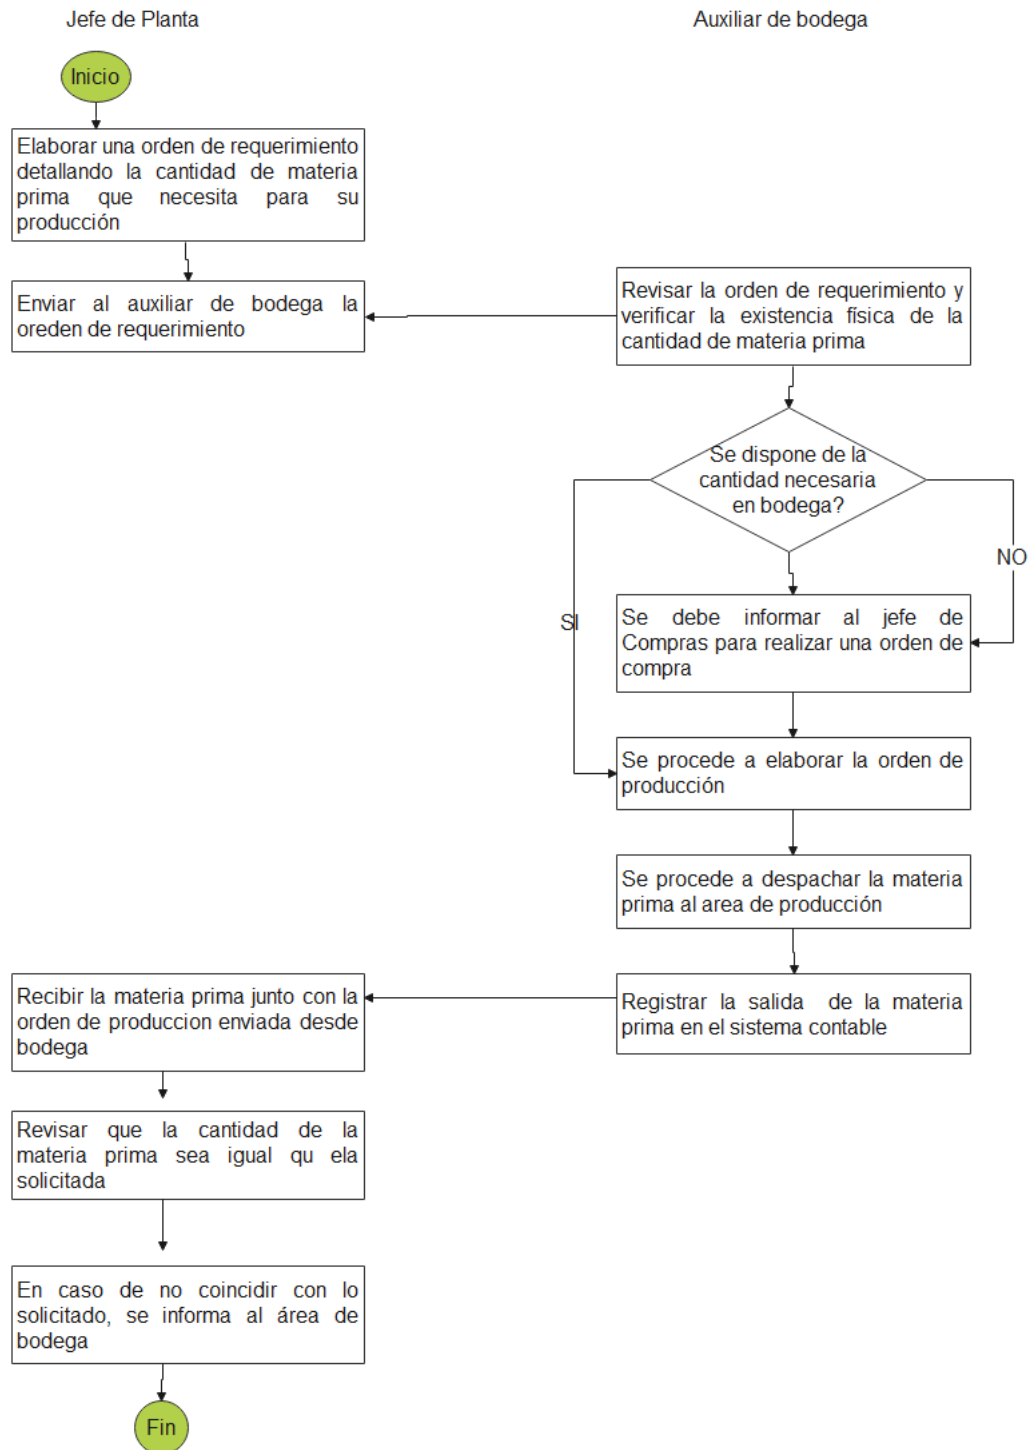 Jefe de Planta
Auxiliar de bodega
Inicio
Elaborar una orden de requerimiento
detallando la cantidad de materia
prima que necesita para su
producción
Enviar al auxiliar de bodega la
oreden de requerimiento
Revisar la orden de requerimiento y
verificar la existencia física de la
cantidad de materia prima
Se dispone de la
cantidad necesaria
en bodega?
NO
SI
Se debe informar al jefe de
Compras para realizar una orden de
compra
Se procede a elaborar la orden de
producción
Se procede a despachar la materia
prima al area de producción
Registrar la salida de la materia
prima en el sistema contable
Recibir la materia prima junto con la
orden de produccion enviada desde
bodega
Revisar que la cantidad de la
materia prima sea igual qu ela
solicitada
En caso de no coincidir con lo
solicitado, se informa al área de
bodega
Fin